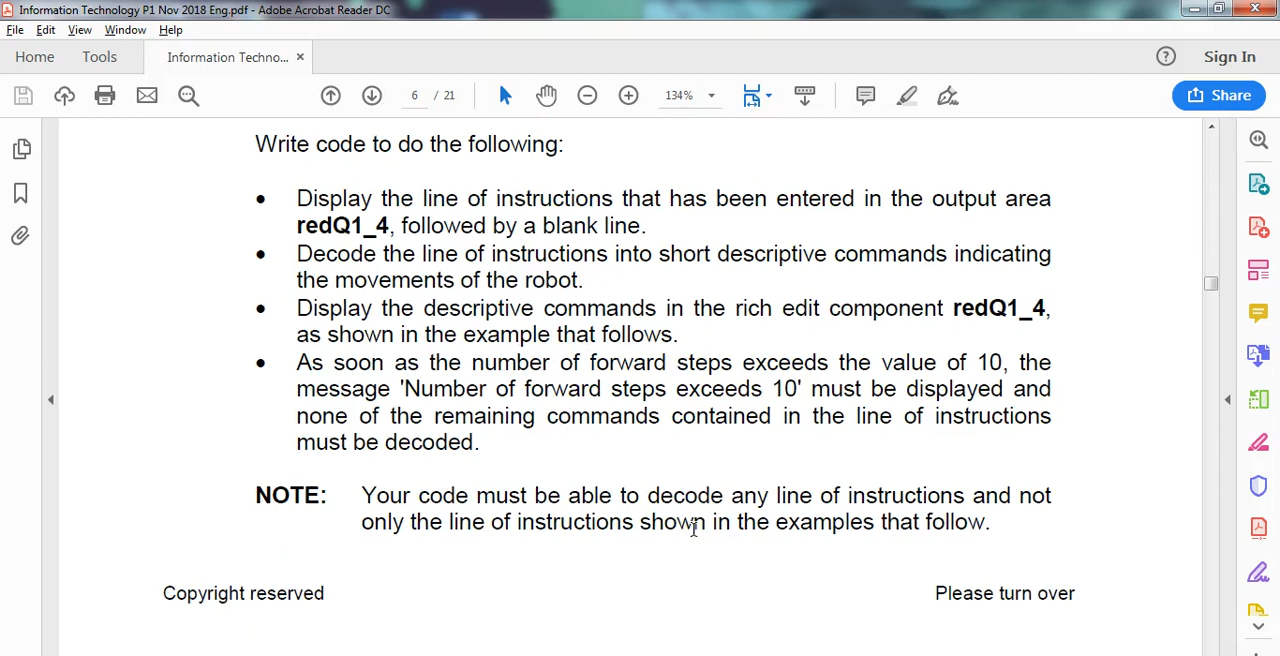 Information Technology P1 Nov 2018 Eng.pdf - Adobe Acrobat Reader DC
File Edit View Window Help
Home Tools Information Techno... × Sign In
6 / 21 134% Share
Write code to do the following:
• Display the line of instructions that has been entered in the output area
redQ1_4, followed by a blank line.
• Decode the line of instructions into short descriptive commands indicating
the movements of the robot.
• Display the descriptive commands in the rich edit component redQ1_4,
as shown in the example that follows.
• As soon as the number of forward steps exceeds the value of 10, the
message 'Number of forward steps exceeds 10' must be displayed and
none of the remaining commands contained in the line of instructions
must be decoded.
NOTE: Your code must be able to decode any line of instructions and not
only the line of instructions shown in the examples that follow.
Copyright reserved Please turn over